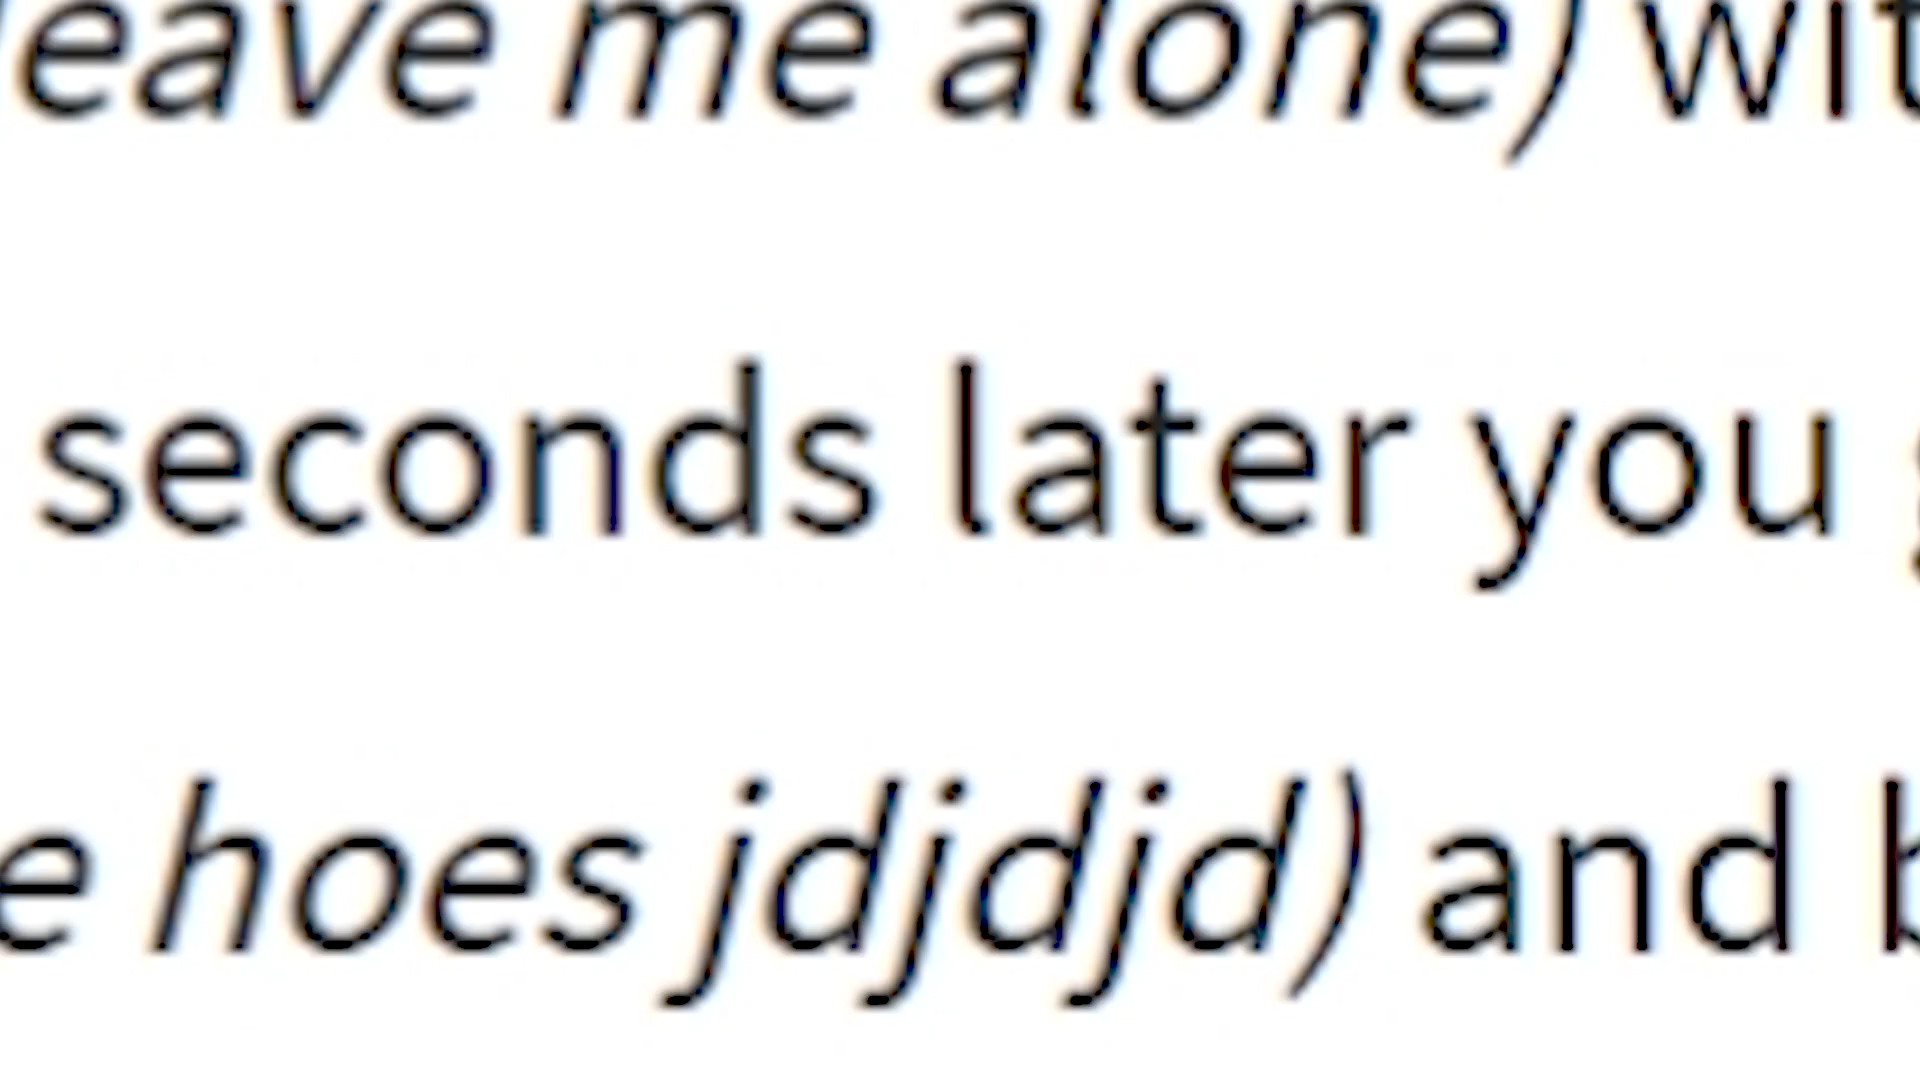 eave me alone) wit
seconds later you
e hoes jdjdjd) and b